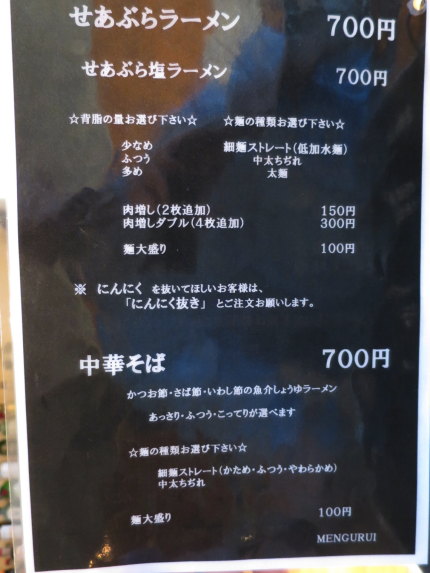 せあぶらラーメン 700円
せあぶら塩ラーメン 700円
☆背脂の量お選び下さい☆ ☆麺の種類お選び下さい☆
少なめ 細麺ストレート(低加水麺)
ふつう 中太ちぢれ
多め 太麺
肉増し(2枚追加) 150円
肉増しダブル(4枚追加) 300円
麺大盛り 100円
※ にんにく を抜いてほしいお客様は、
「にんにく抜き」 とご注文お願いします。
中華そば 700円
かつお節・さば節・いわし節の魚介しょうゆラーメン
あっさり・ふつう・こってりが選べます
☆麺の種類お選び下さい☆
細麺ストレート(かため・ふつう・やわらかめ)
中太ちぢれ
麺大盛り 100円
MENGURUI